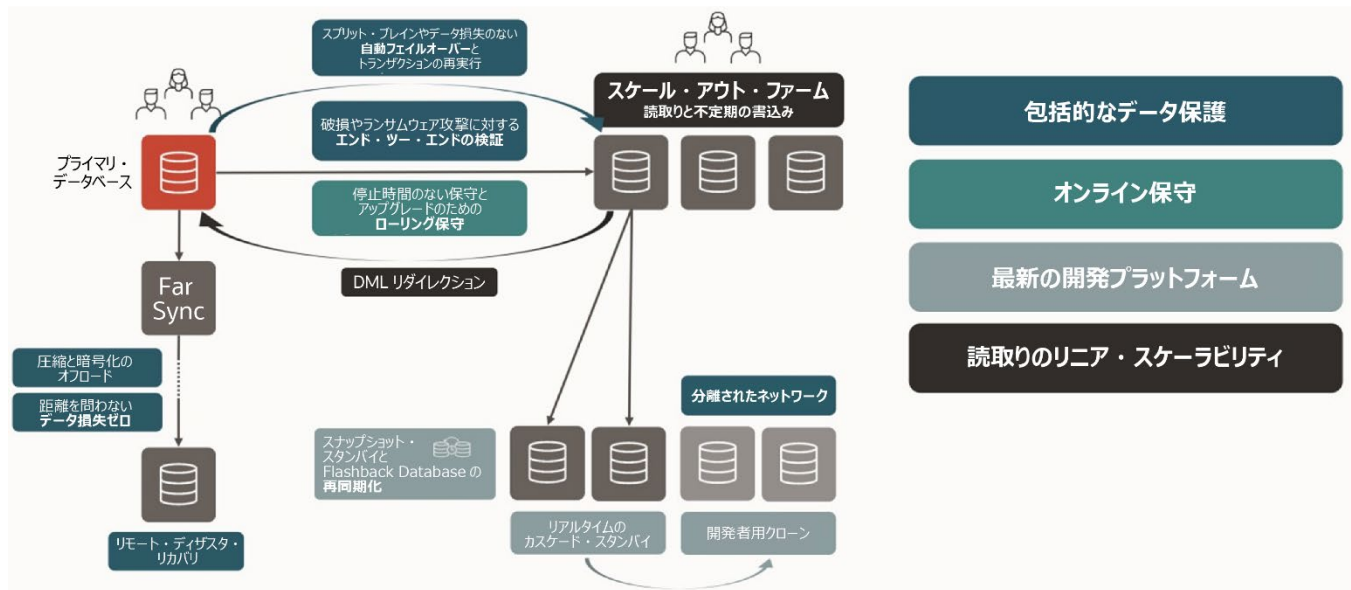 スプリット・ブレインやデータ損失のない
自動フェイルオーバーと
トランザクションの再実行
プライマリ・
データベース
破損やランサムウェア攻撃に対する
エンド・ツー・エンドの検証
停止時間のない保守と
アップグレードのための
ローリング保守
DML リダイレクション
スケール・アウト・ファーム
読取りと不定期の書込み
Far
Sync
圧縮と暗号化の
オフロード
距離を問わない
データ損失ゼロ
リモート・ディザスタ・
リカバリ
スナップショット・
スタンバイと
Flashback Database の
再同期化
分離されたネットワーク
リアルタイムの
カスケード・スタンバイ
開発者用クローン
包括的なデータ保護
オンライン保守
最新の開発プラットフォーム
読取りのリニア・スケーラビリティ